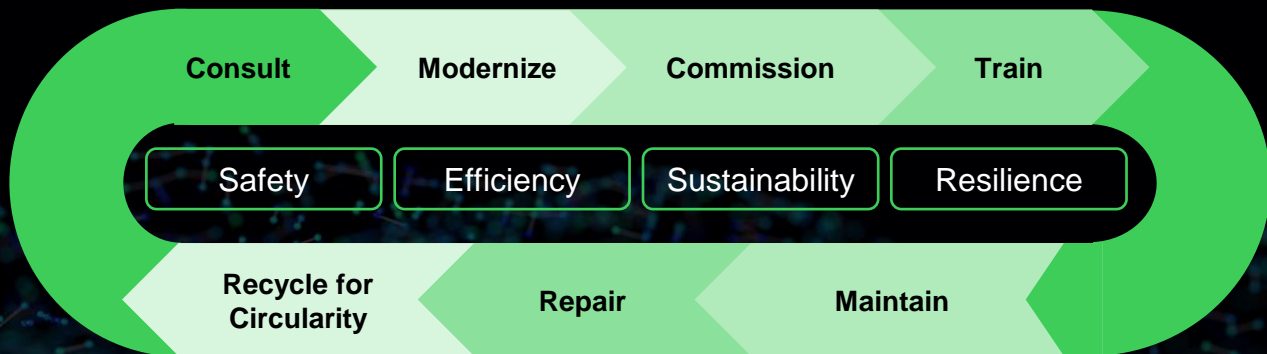 Consult
Modernize
Commission
Train
Safety
Efficiency
Sustainability
Resilience
Recycle for
Circularity
Repair
Maintain